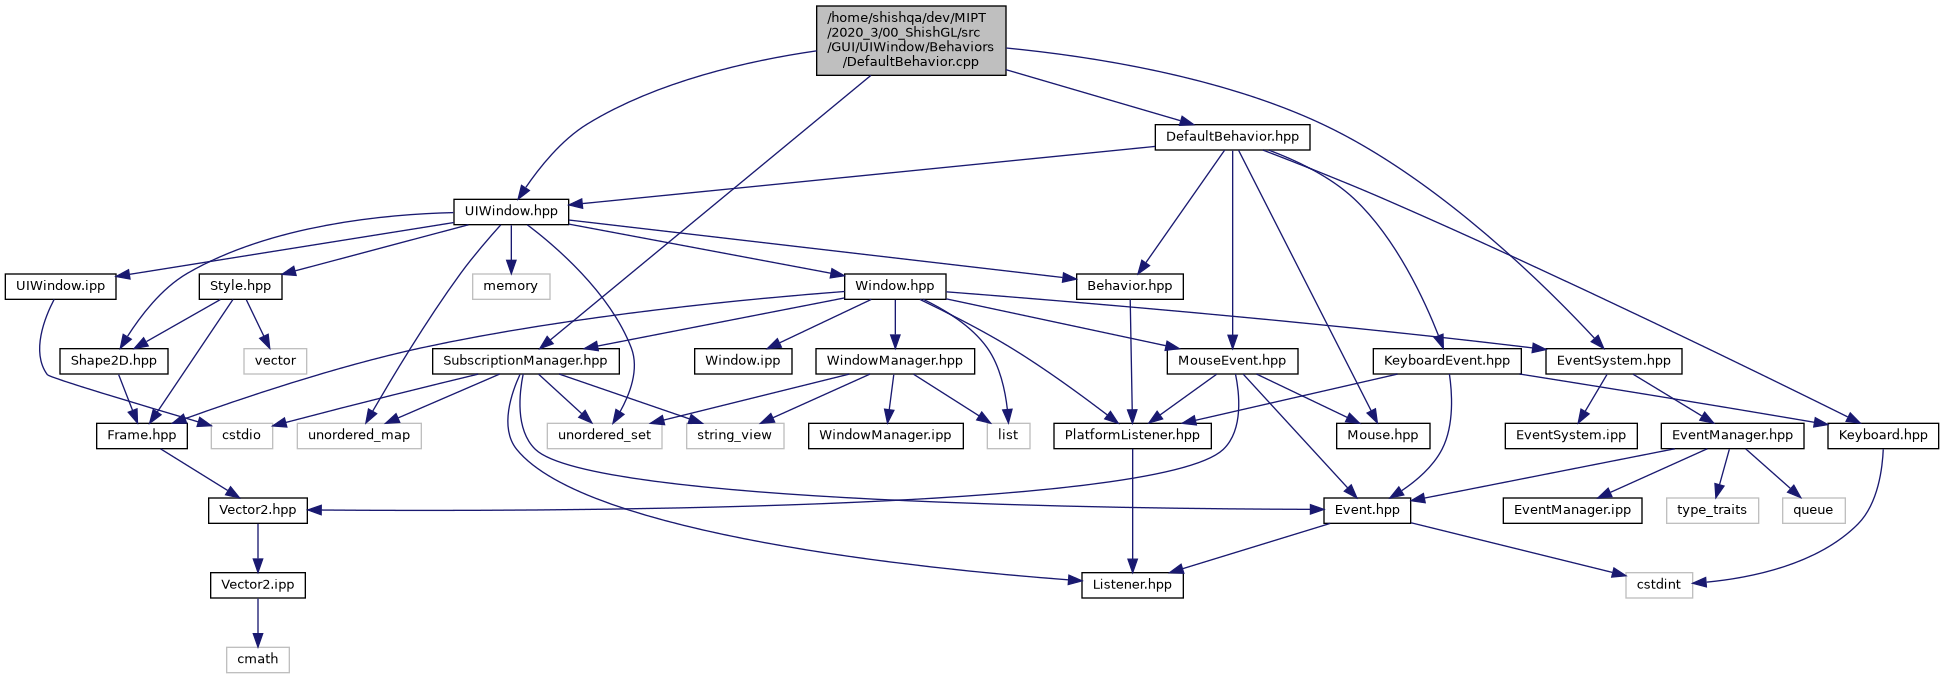 /home/shishqa/dev/MIPT
/2020_3/00_ShishGL/src
/GUI/UIWindow/Behaviors
/DefaultBehavior.cpp
DefaultBehavior.hpp
UIWindow.hpp
UIWindow.ipp
Style.hpp
memory
Window.hpp
Behavior.hpp
Shape2D.hpp
vector
SubscriptionManager.hpp
Window.ipp
WindowManager.hpp
MouseEvent.hpp
KeyboardEvent.hpp
EventSystem.hpp
Frame.hpp
cstdio
unordered_map
unordered_set
string_view
WindowManager.ipp
list
PlatformListener.hpp
Mouse.hpp
EventSystem.ipp
EventManager.hpp
Keyboard.hpp
Vector2.hpp
Event.hpp
EventManager.ipp
type_traits
queue
Vector2.ipp
Listener.hpp
cstdint
cmath